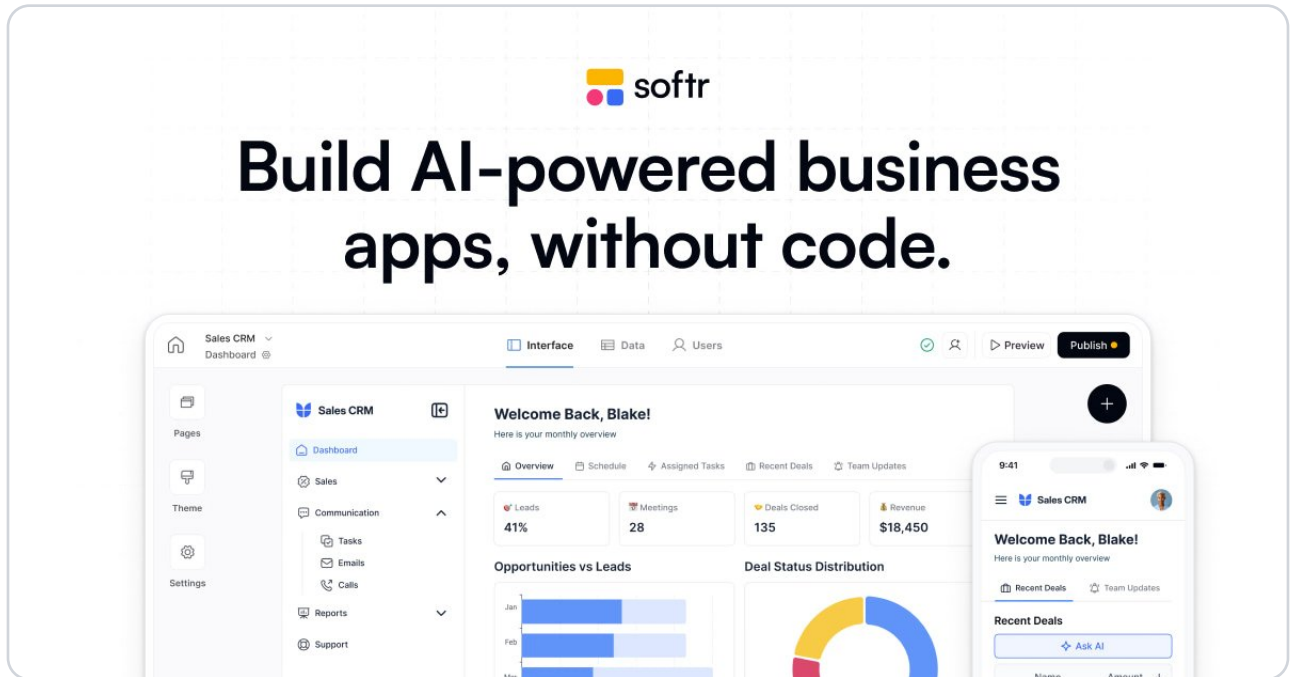 softr
Build AI-powered business
apps, without code.
Sales CRM
Dashboard
Interface
Data
Users
Preview
Publish
Pages
Theme
Settings
Sales CRM
Dashboard
Sales
Communication
Tasks
Emails
Calls
Reports
Support
Welcome Back, Blake!
Here is your monthly overview
Overview
Schedule
Assigned Tasks
Recent Deals
Team Updates
Leads
41%
Meetings
28
Deals Closed
135
Revenue
$18,450
Opportunities vs Leads
Jan
Feb
Deal Status Distribution
9:41
Sales CRM
Welcome Back, Blake!
Here is your monthly overview
Recent Deals
Team Updates
Recent Deals
Ask AI
Name
Amount